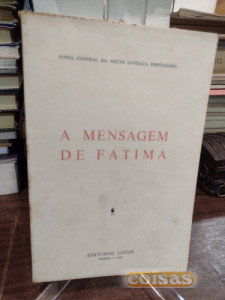 JUNTA CENTRAL DA ACÇÃO CATÓLICA PORTUGUESA
A MENSAGEM
DE FÁTIMA
EDITORIAL LOGOS
coisas